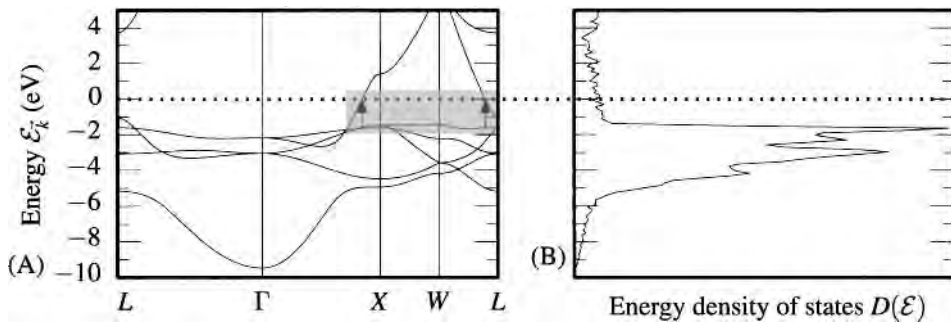 4
2
0
−2
−4
−6
−8
−10
Energy ℰ_k⃗ (eV)
(A)
L Γ X W L
(B)
Energy density of states D(ℰ)